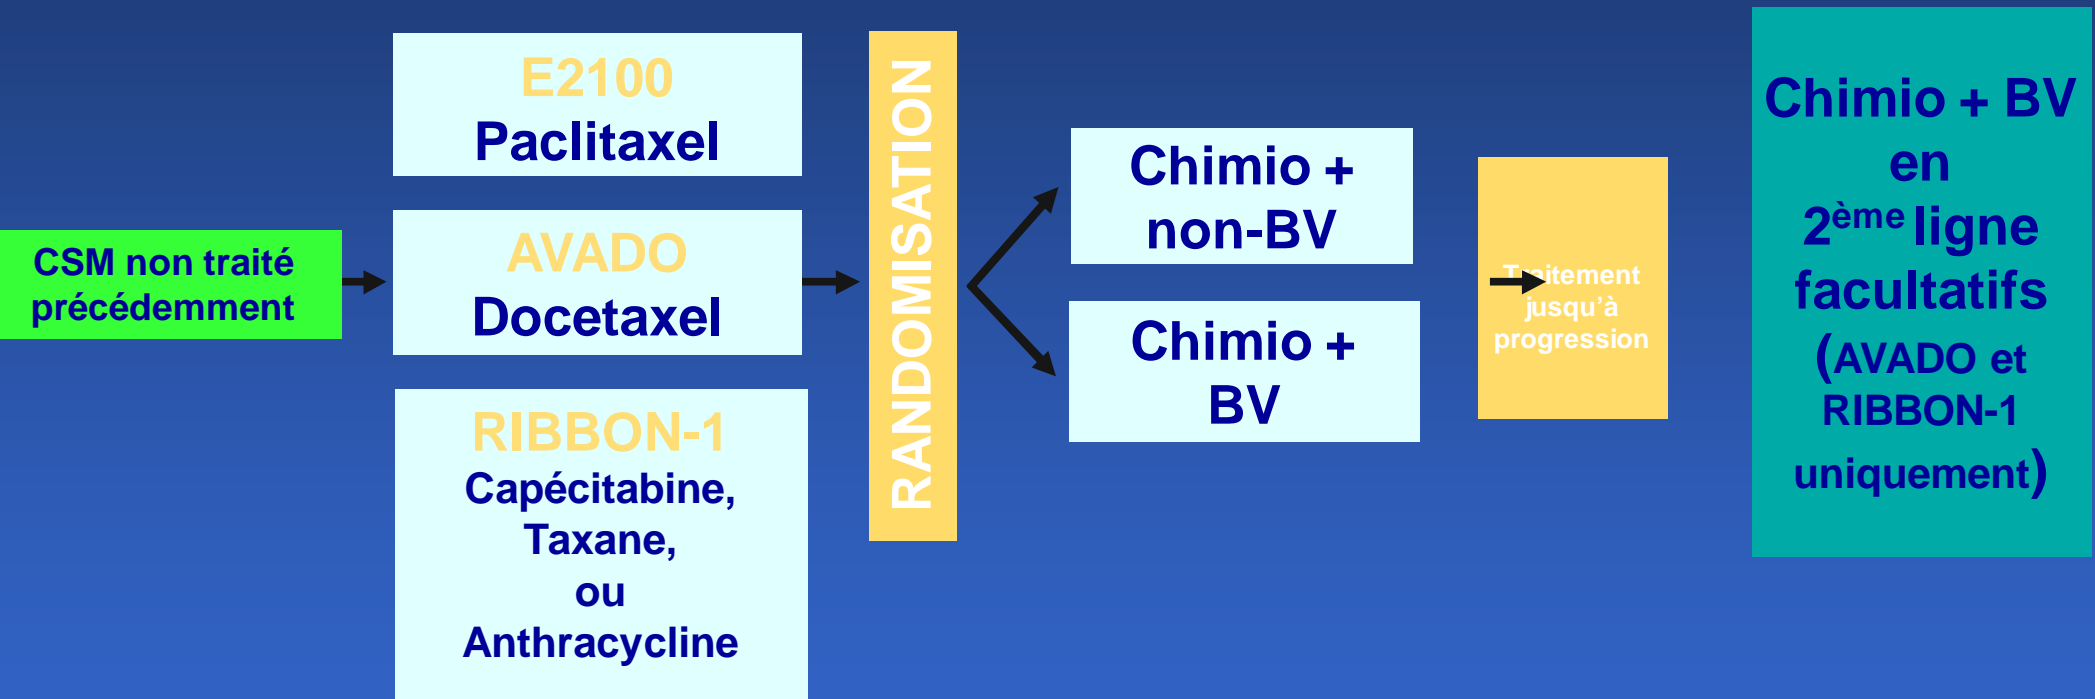 CSM non traité
précédemment
E2100
Paclitaxel
AVADO
Docetaxel
RIBBON-1
Capécitabine,
Taxane,
ou
Anthracycline
RANDOMISATION
Chimio +
non-BV
Chimio +
BV
Traitement
jusqu’à
progression
Chimio + BV
en
2ème ligne
facultatifs
(AVADO et
RIBBON-1
uniquement)